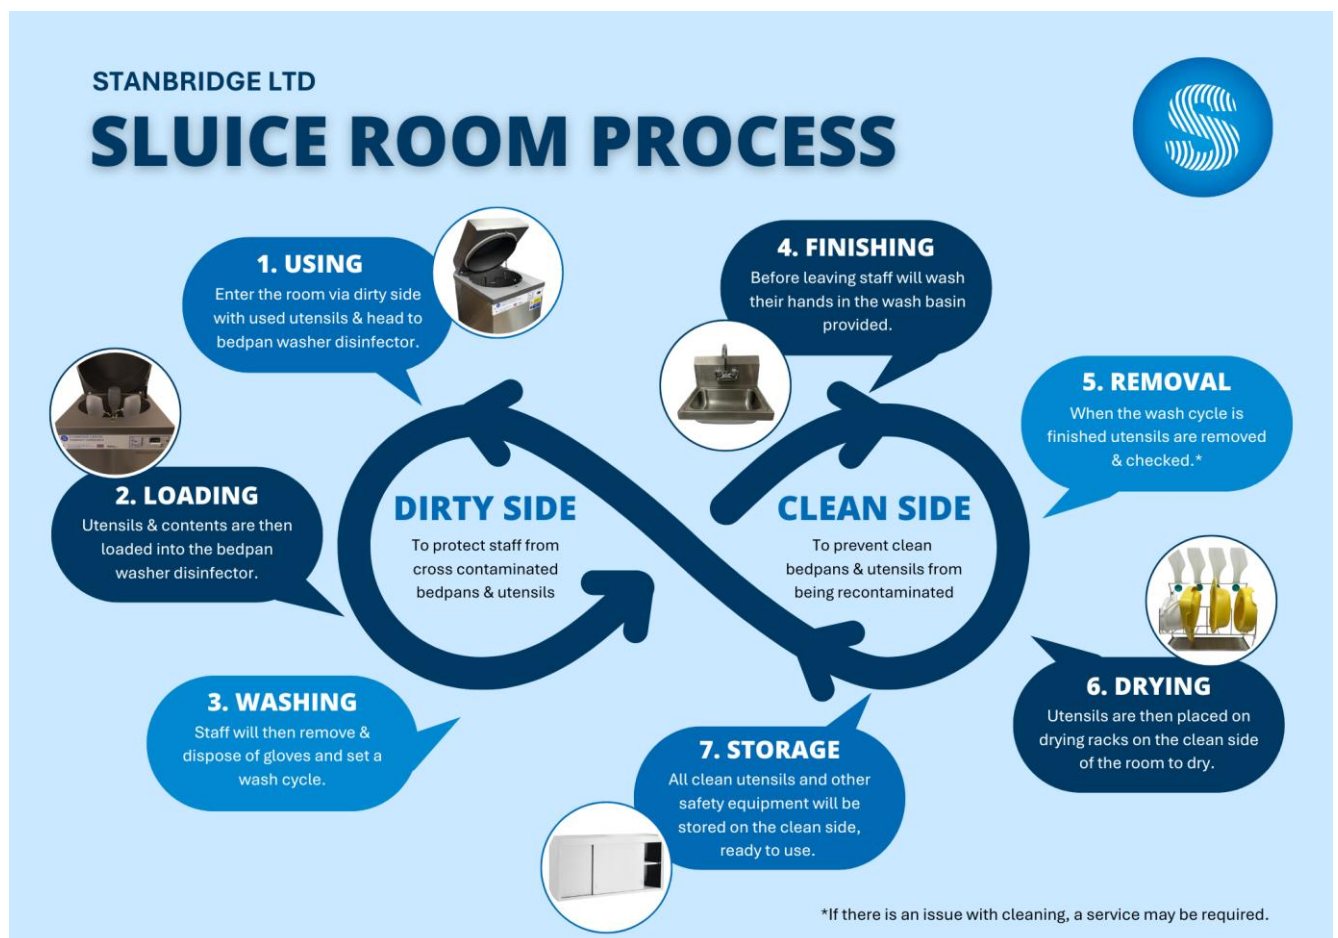 STANBRIDGE LTD
SLUICE ROOM PROCESS
S
1. USING
Enter the room via dirty side
with used utensils & head to
bedpan washer disinfector.
2. LOADING
Utensils & contents are then
loaded into the bedpan
washer disinfector.
3. WASHING
Staff will then remove &
dispose of gloves and set a
wash cycle.
DIRTY SIDE
To protect staff from
cross contaminated
bedpans & utensils
4. FINISHING
Before leaving staff will wash
their hands in the wash basin
provided.
CLEAN SIDE
To prevent clean
bedpans & utensils from
being recontaminated
5. REMOVAL
When the wash cycle is
finished utensils are removed
& checked.*
6. DRYING
Utensils are then placed on
drying racks on the clean side
of the room to dry.
7. STORAGE
All clean utensils and other
safety equipment will be
stored on the clean side,
ready to use.
*If there is an issue with cleaning, a service may be required.